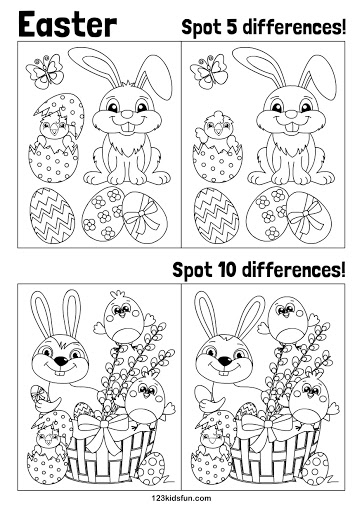 Easter
Spot 5 differences!
Spot 10 differences!
123kidsfun.com